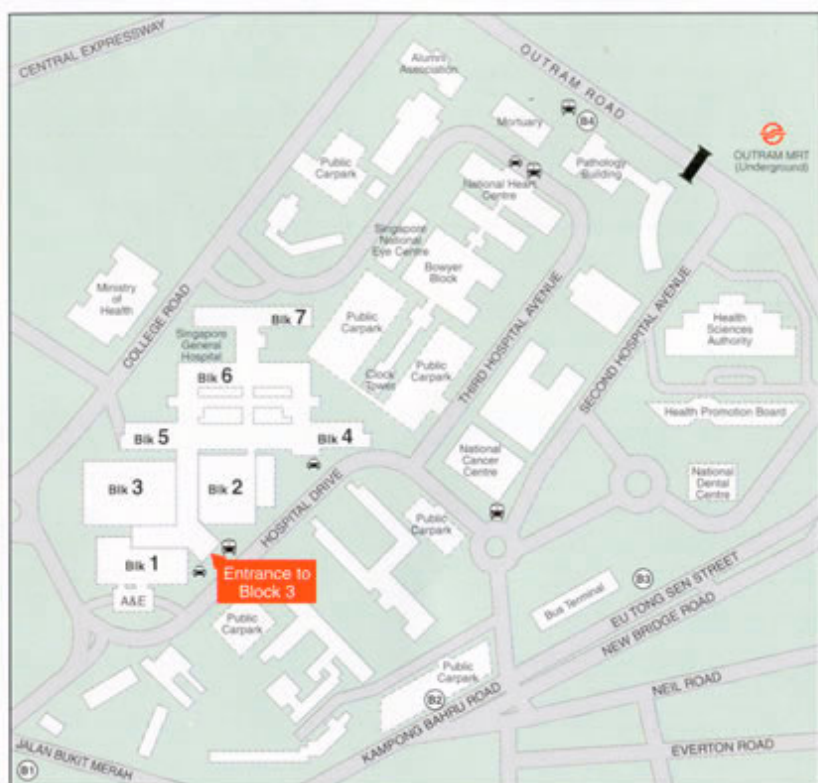 CENTRAL EXPRESSWAY
OUTRAM ROAD
Alumni
Association
Mortuary
B4
OUTRAM MRT
(Underground)
Public
Carpark
Pathology
Building
National Heart
Centre
Singapore
National
Eye Centre
Bowyer
Block
Ministry
of
Health
COLLEGE ROAD
Blk 7
Singapore
General
Hospital
Public
Carpark
THIRD HOSPITAL AVENUE
SECOND HOSPITAL AVENUE
Health
Sciences
Authority
Blk 6
Clock
Tower
Public
Carpark
Health Promotion Board
Blk 5
Blk 4
National
Cancer
Centre
National
Dental
Centre
Blk 3
Blk 2
HOSPITAL DRIVE
Public
Carpark
Blk 1
Entrance to
Block 3
A&E
Public
Carpark
Bus Terminal
B3
EU TONG SEN STREET
NEW BRIDGE ROAD
Public
Carpark
B2
KAMPONG BAHRU ROAD
NEIL ROAD
EVERTON ROAD
JALAN BUKIT MERAH
B1